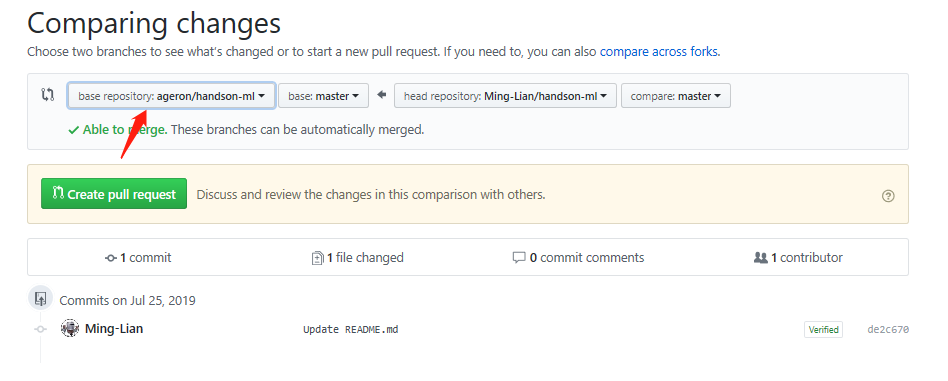 Comparing changes
Choose two branches to see what's changed or to start a new pull request. If you need to, you can also compare across forks.
base repository: ageron/handson-ml base: master head repository: Ming-Lian/handson-ml compare: master
Able to merge. These branches can be automatically merged.
Create pull request Discuss and review the changes in this comparison with others.
1 commit 1 file changed 0 commit comments 1 contributor
Commits on Jul 25, 2019
Ming-Lian Update README.md Verified de2c670